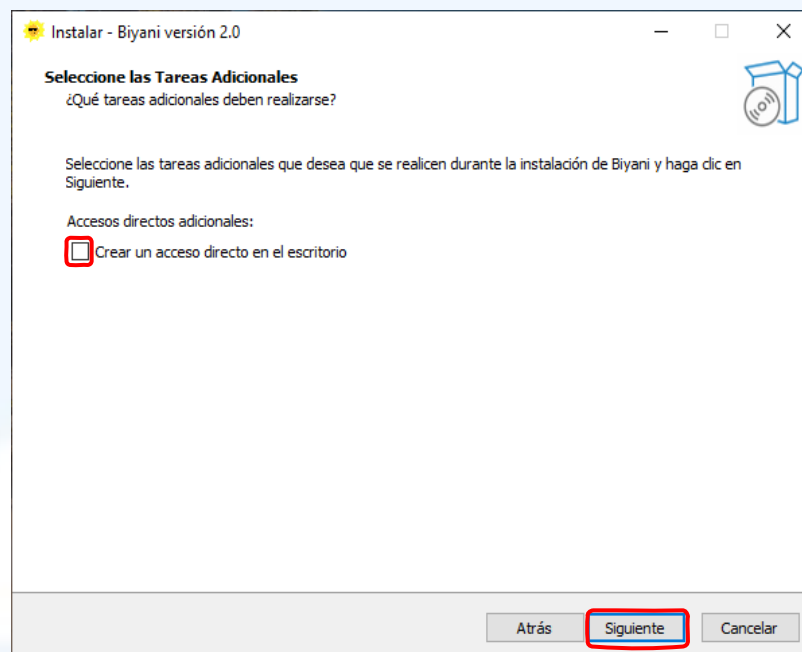 Instalar - Biyani versión 2.0
Seleccione las Tareas Adicionales
¿Qué tareas adicionales deben realizarse?
Seleccione las tareas adicionales que desea que se realicen durante la instalación de Biyani y haga clic en
Siguiente.
Accesos directos adicionales:
Crear un acceso directo en el escritorio
Atrás
Siguiente
Cancelar